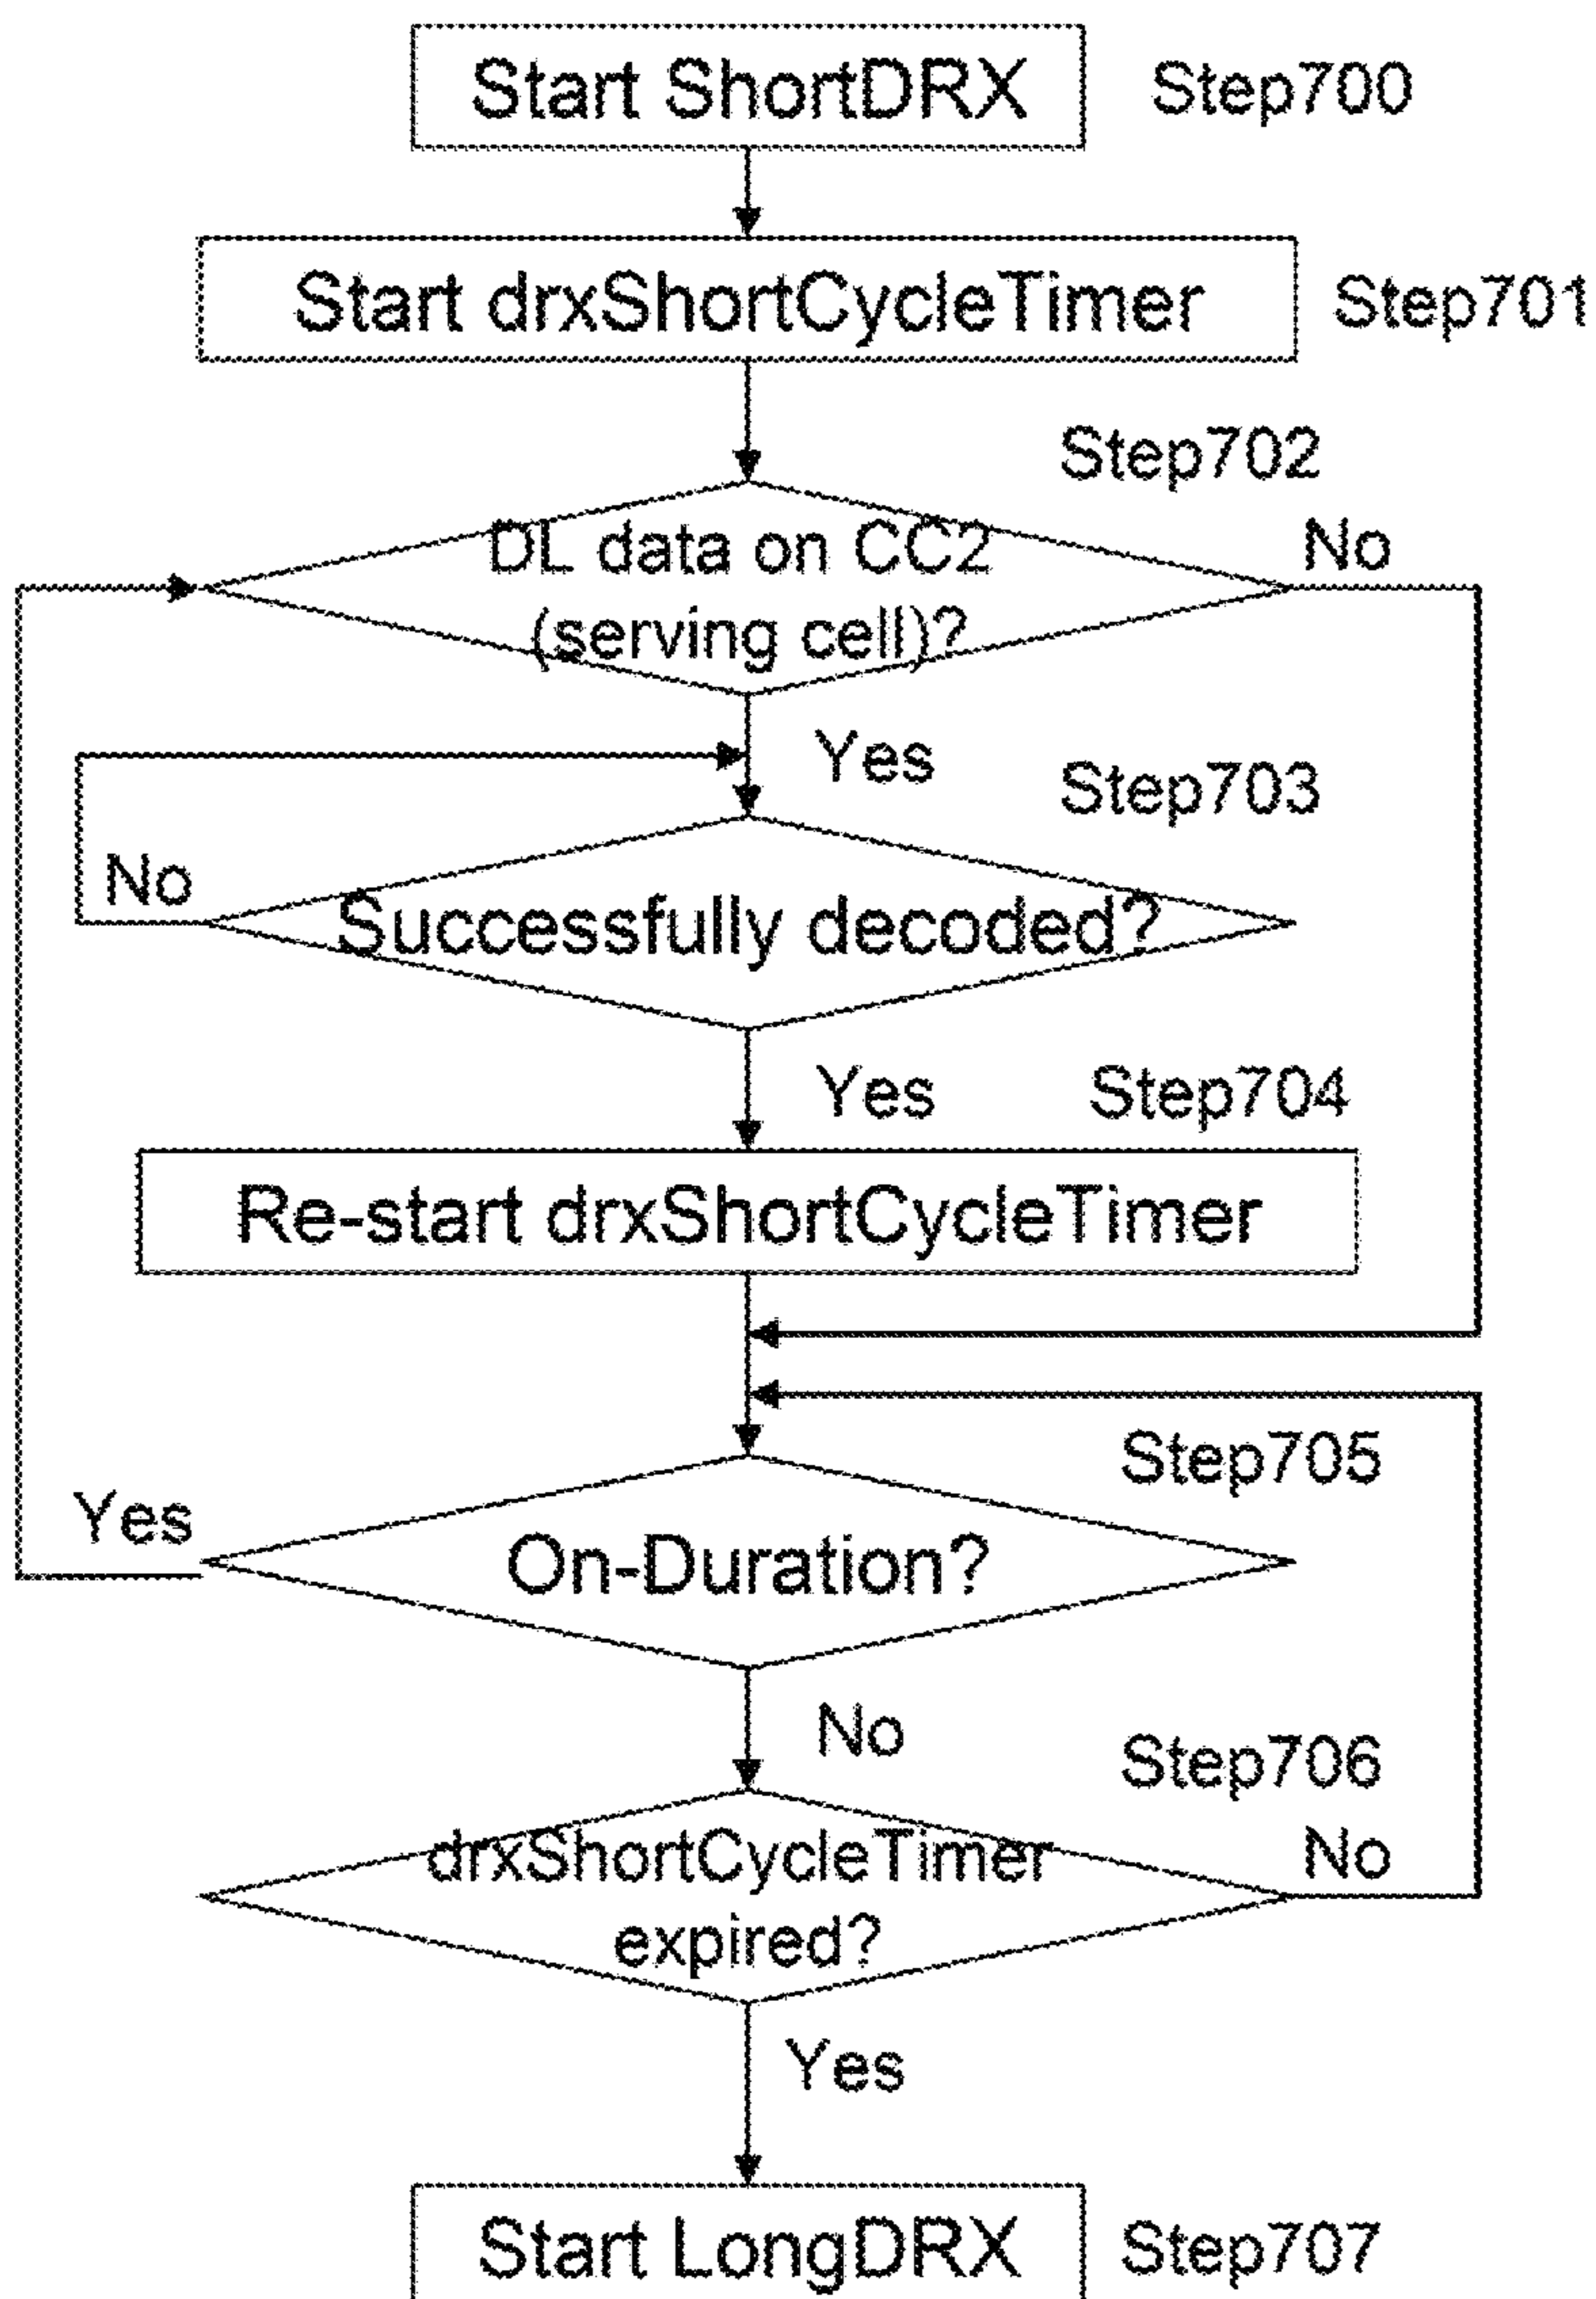 Start ShortDRX
Step700
Start drxShortCycleTimer
Step701
Step702
DL data on CC2
(serving cell)?
No
Yes
Step703
No
Successfully decoded?
Yes
Step704
Re-start drxShortCycleTimer
Step705
Yes
On-Duration?
No
Step706
drxShortCycleTimer
expired?
No
Yes
Start LongDRX
Step707